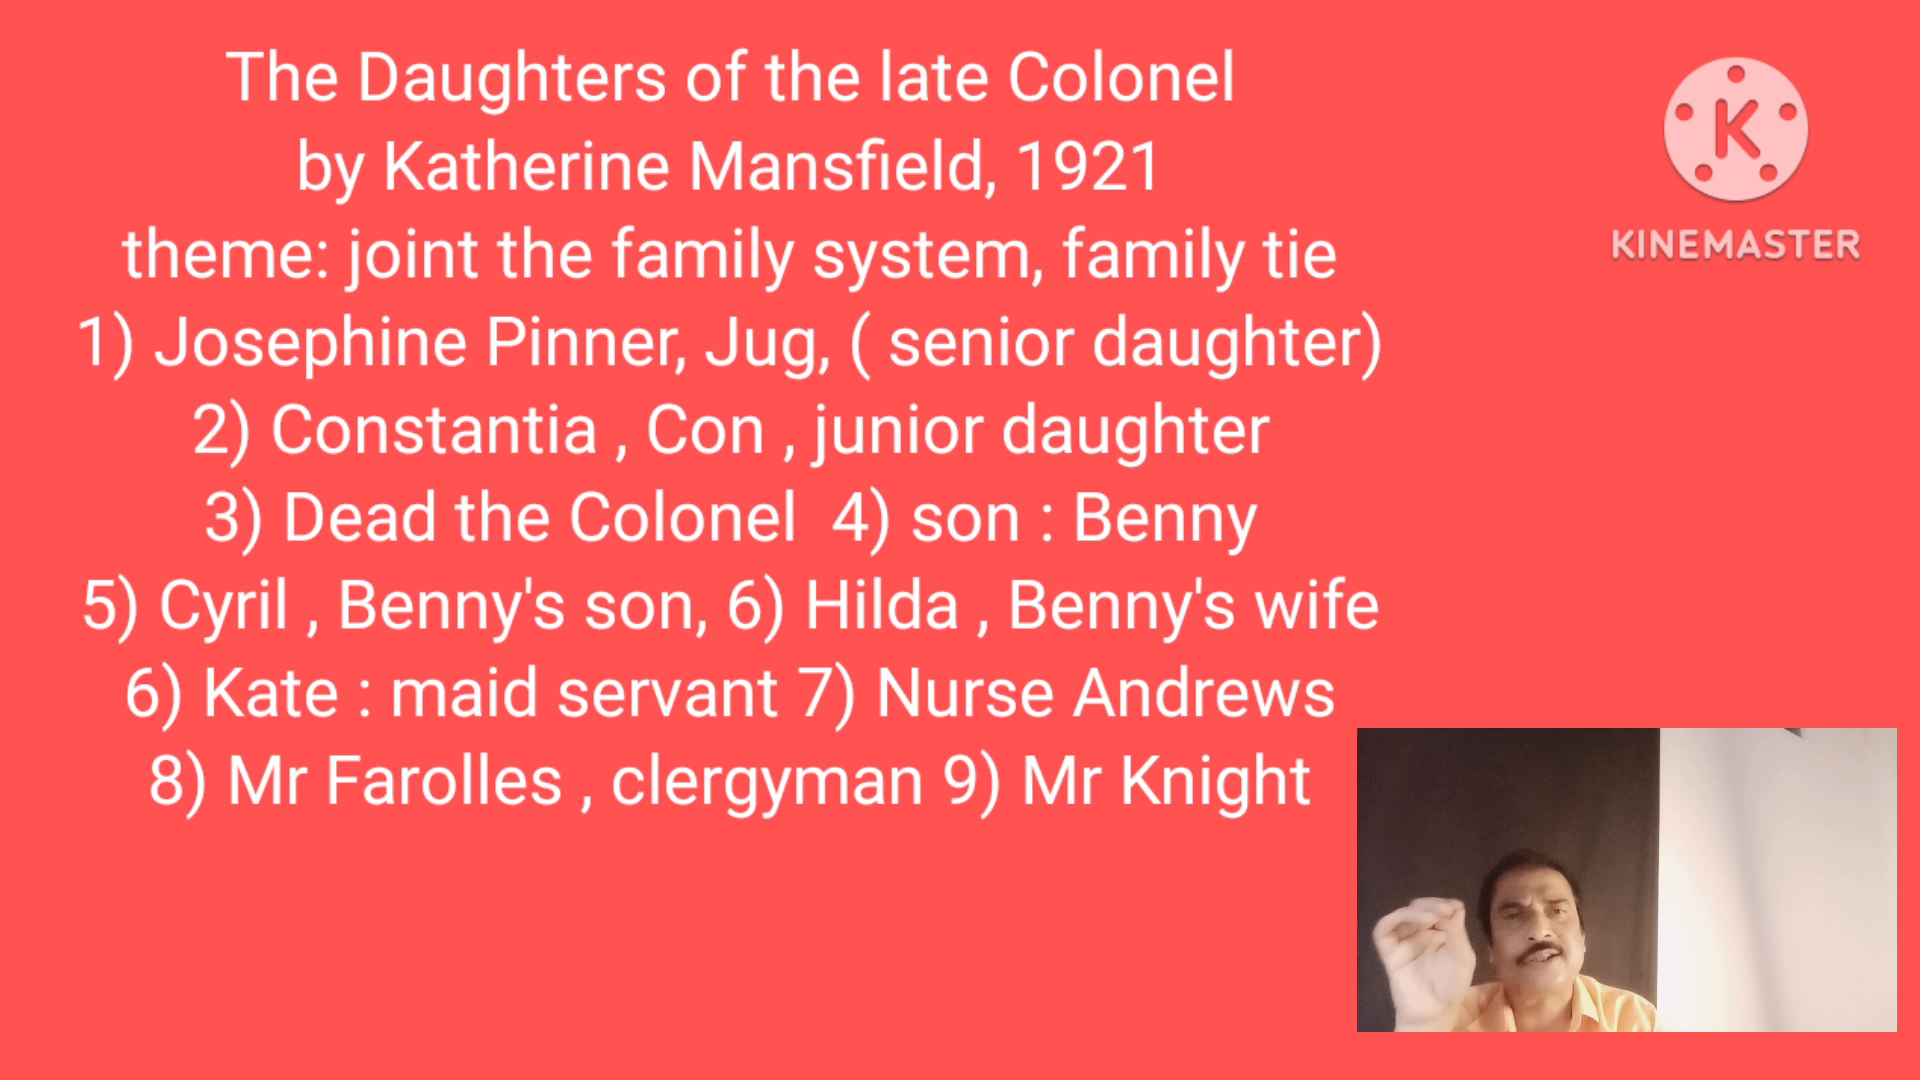 The Daughters of the late Colonel
by Katherine Mansfield, 1921
theme: joint the family system, family tie
1) Josephine Pinner, Jug, ( senior daughter)
2) Constantia , Con , junior daughter
3) Dead the Colonel  4) son : Benny
5) Cyril , Benny's son, 6) Hilda , Benny's wife
6) Kate : maid servant 7) Nurse Andrews
8) Mr Farolles , clergyman 9) Mr Knight
K
KINEMASTER